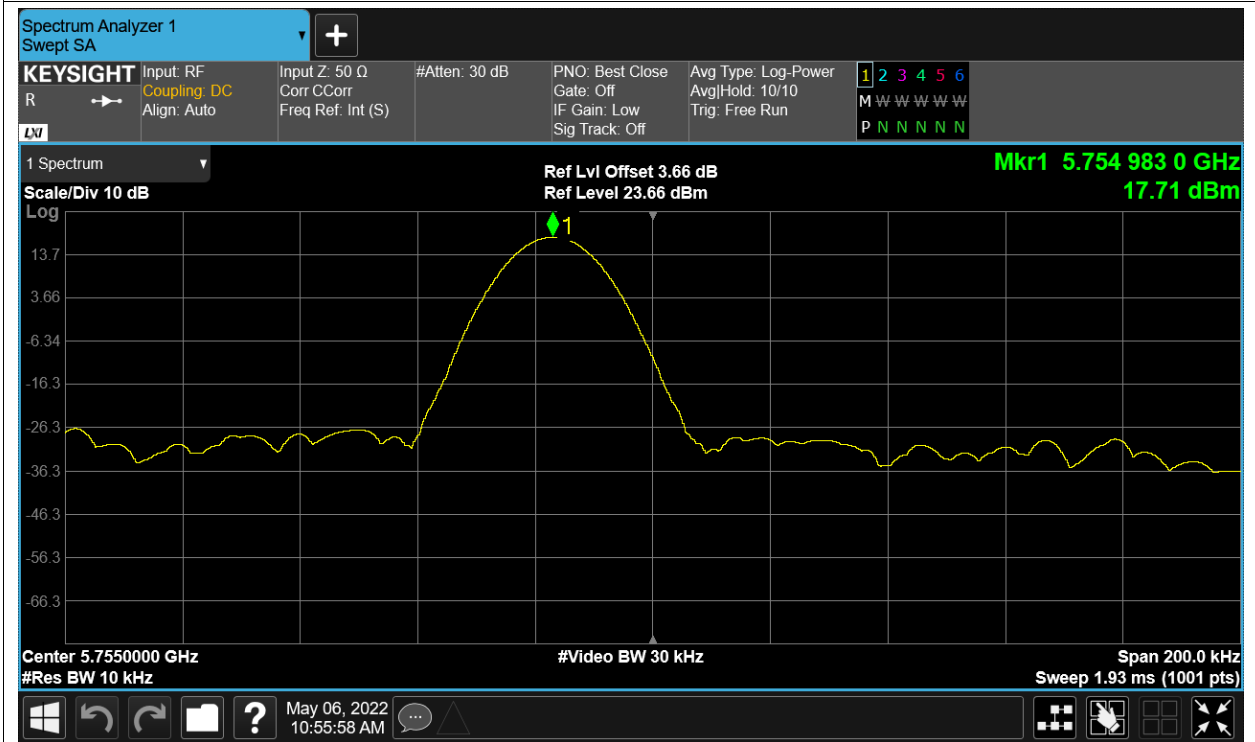 Spectrum Analyzer 1
Swept SA
+
KEYSIGHT
R
LXI
Input: RF
Coupling: DC
Align: Auto
Input Z: 50 Ω
Corr CCorr
Freq Ref: Int (S)
#Atten: 30 dB
PNO: Best Close
Gate: Off
IF Gain: Low
Sig Track: Off
Avg Type: Log-Power
Avg|Hold: 10/10
Trig: Free Run
1 2 3 4 5 6
M W W W W W
P N N N N N
1 Spectrum
Scale/Div 10 dB
Log
Ref Lvl Offset 3.66 dB
Ref Level 23.66 dBm
Mkr1 5.754 983 0 GHz
17.71 dBm
1
13.7
3.66
-6.34
-16.3
-26.3
-36.3
-46.3
-56.3
-66.3
Center 5.7550000 GHz
#Res BW 10 kHz
#Video BW 30 kHz
Span 200.0 kHz
Sweep 1.93 ms (1001 pts)
?
May 06, 2022
10:55:58 AM